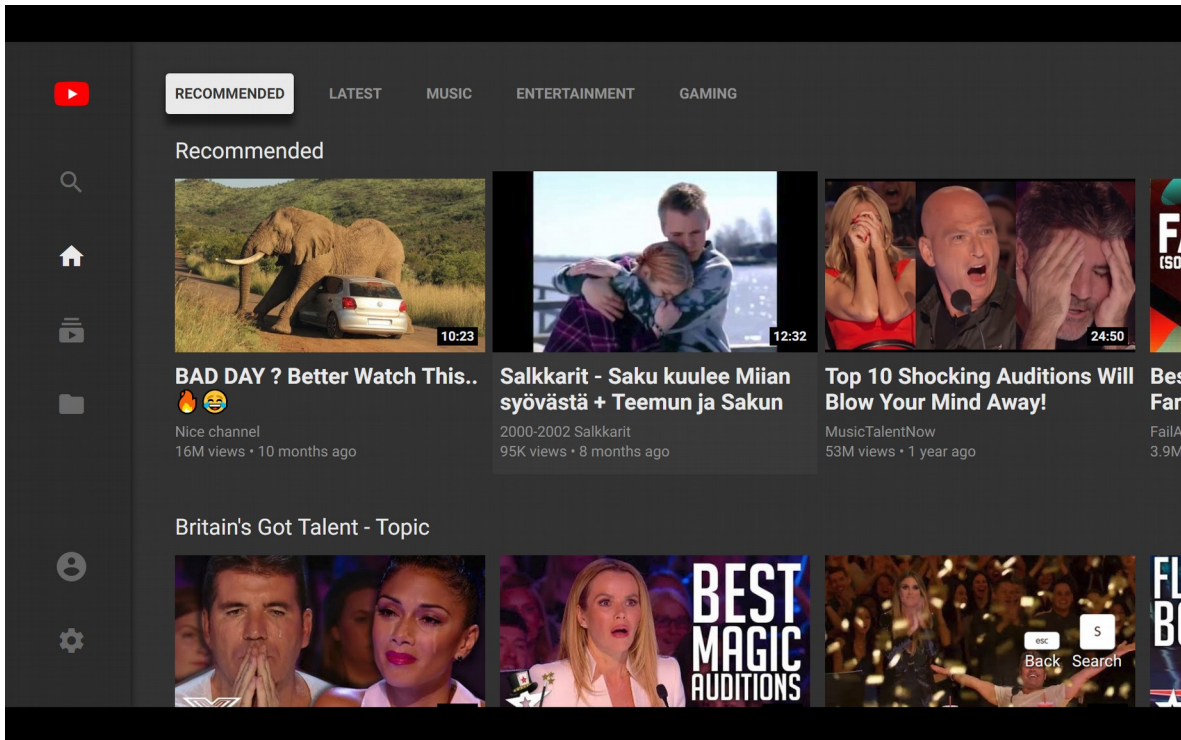 RECOMMENDED LATEST MUSIC ENTERTAINMENT GAMING
Recommended
10:23
12:32
24:50
BAD DAY ? Better Watch This..
🔥😂
Nice channel
16M views • 10 months ago
Salkkarit - Saku kuulee Miian
syövästä + Teemun ja Sakun
2000-2002 Salkkarit
95K views • 8 months ago
Top 10 Shocking Auditions Will
Blow Your Mind Away!
MusicTalentNow
53M views • 1 year ago
Britain's Got Talent - Topic
BEST
MAGIC
AUDITIONS
esc
Back
S
Search